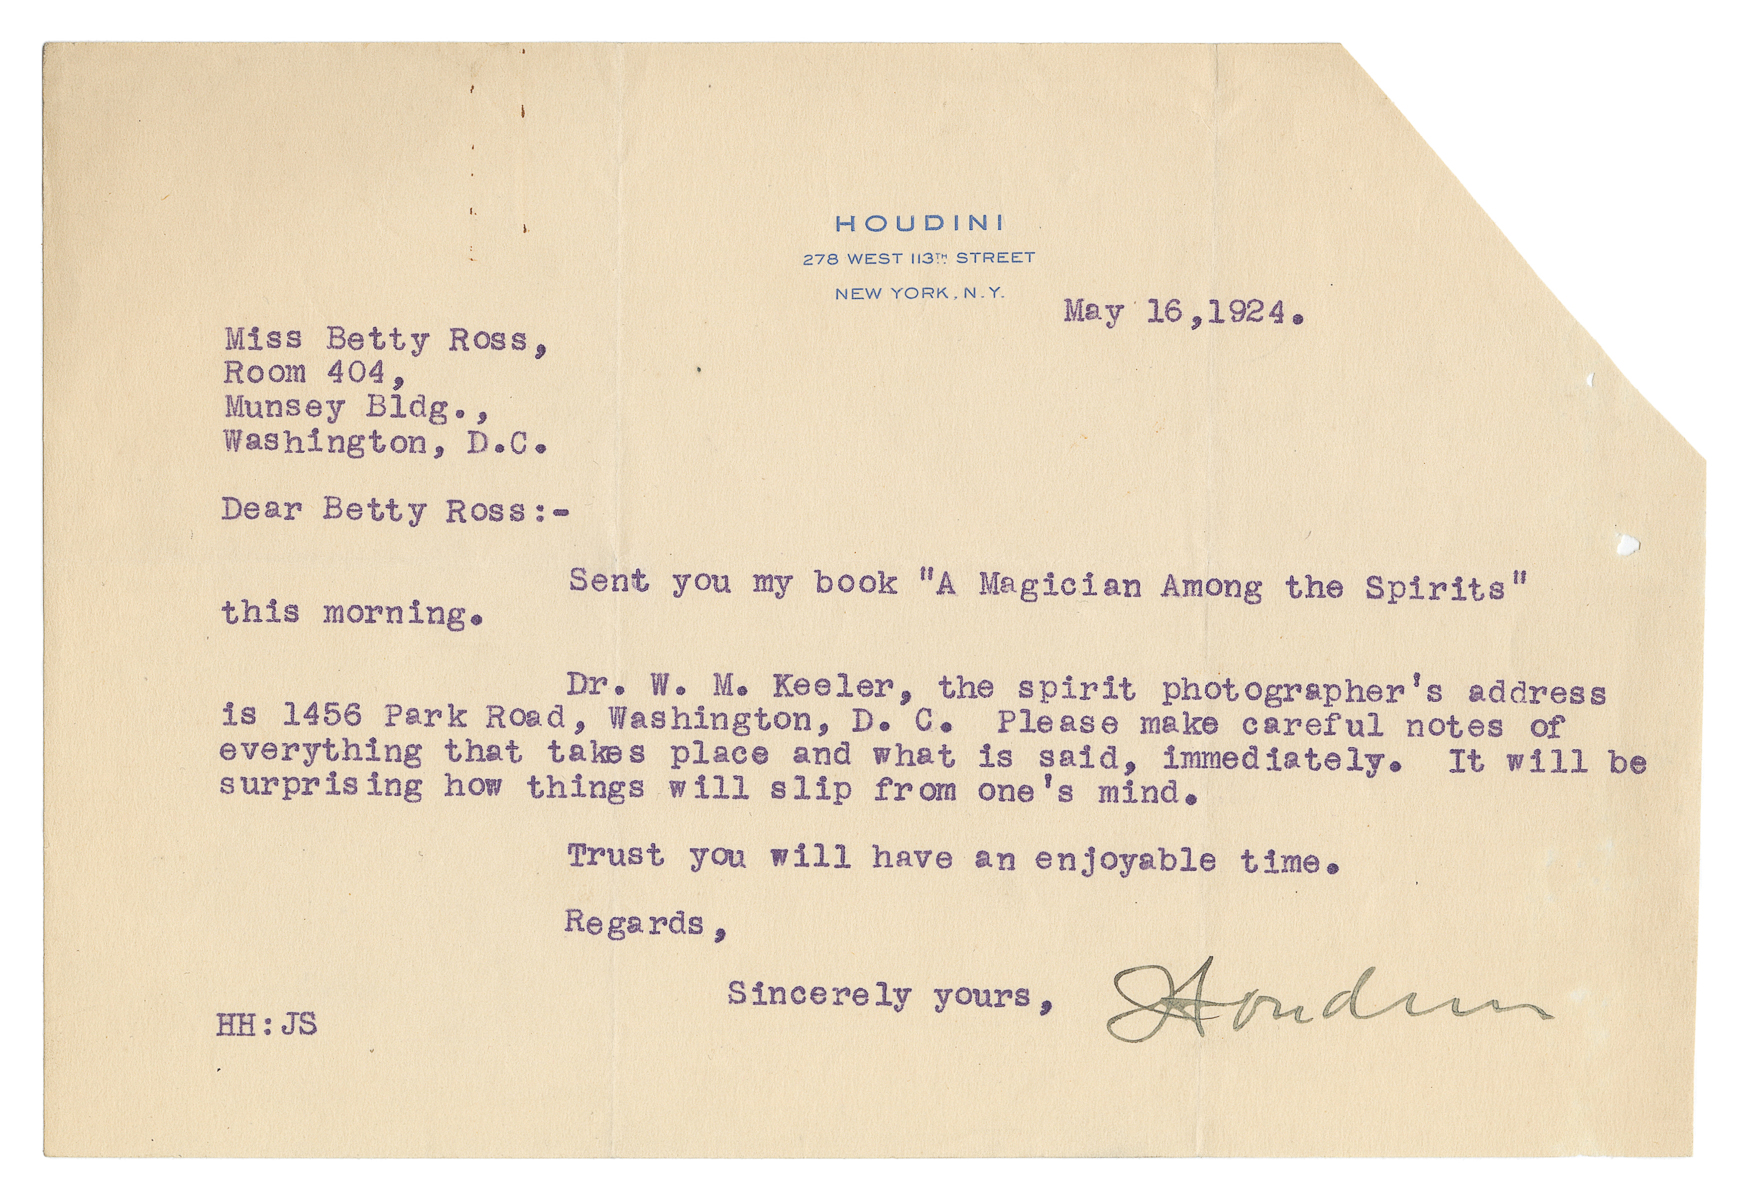 HOUDINI
278 WEST 113TH STREET
NEW YORK, N.Y.
May 16,1924.
Miss Betty Ross,
Room 404,
Munsey Bldg.,
Washington, D.C.
Dear Betty Ross:-
Sent you my book "A Magician Among the Spirits"
this morning.
Dr. W. M. Keeler, the spirit photographer's address
is 1456 Park Road, Washington, D. C. Please make careful notes of
everything that takes place and what is said, immediately. It will be
surprising how things will slip from one's mind.
Trust you will have an enjoyable time.
Regards,
Sincerely yours, Houdini
HH:JS